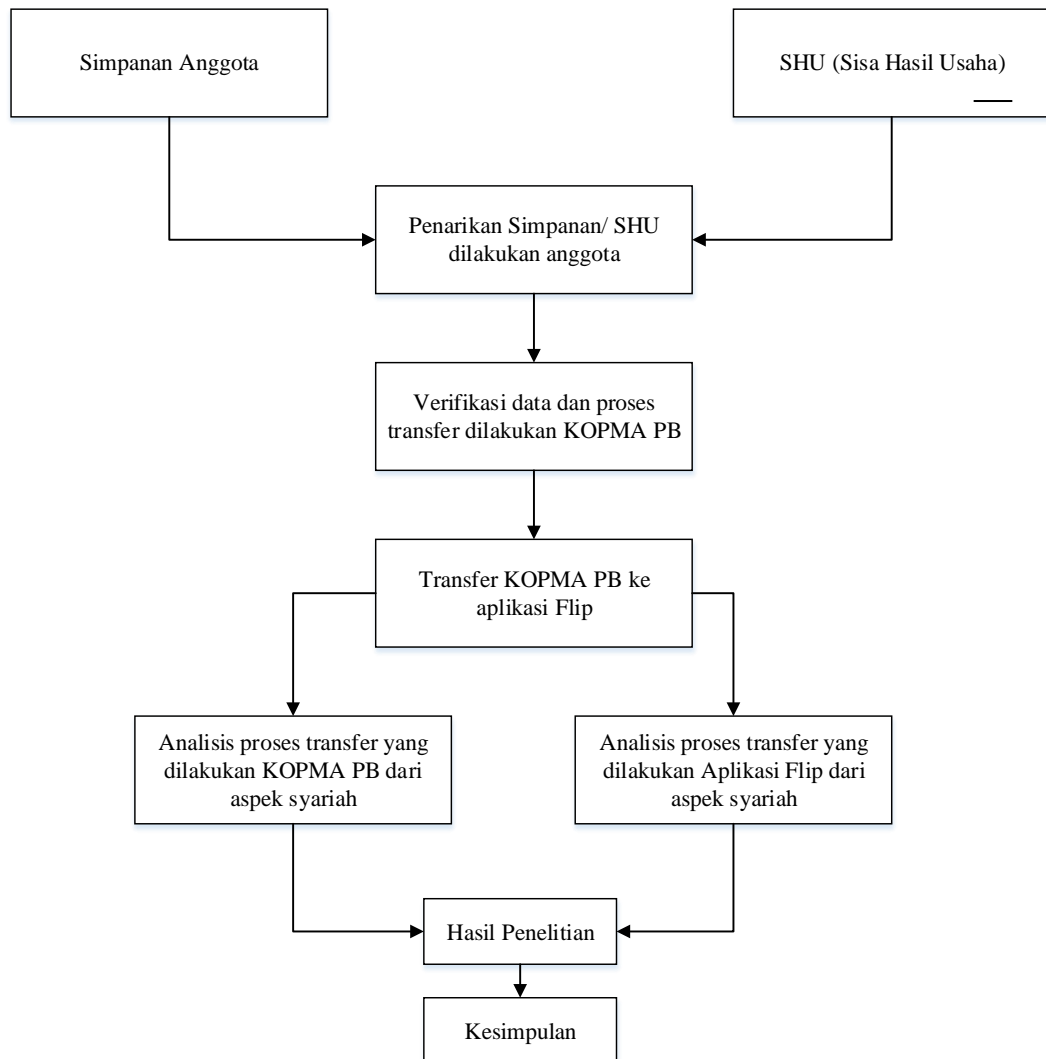 Simpanan Anggota
SHU (Sisa Hasil Usaha)
Penarikan Simpanan/ SHU
dilakukan anggota
Verifikasi data dan proses
transfer dilakukan KOPMA PB
Transfer KOPMA PB ke
aplikasi Flip
Analisis proses transfer yang
dilakukan KOPMA PB dari
aspek syariah
Analisis proses transfer yang
dilakukan Aplikasi Flip dari
aspek syariah
Hasil Penelitian
Kesimpulan